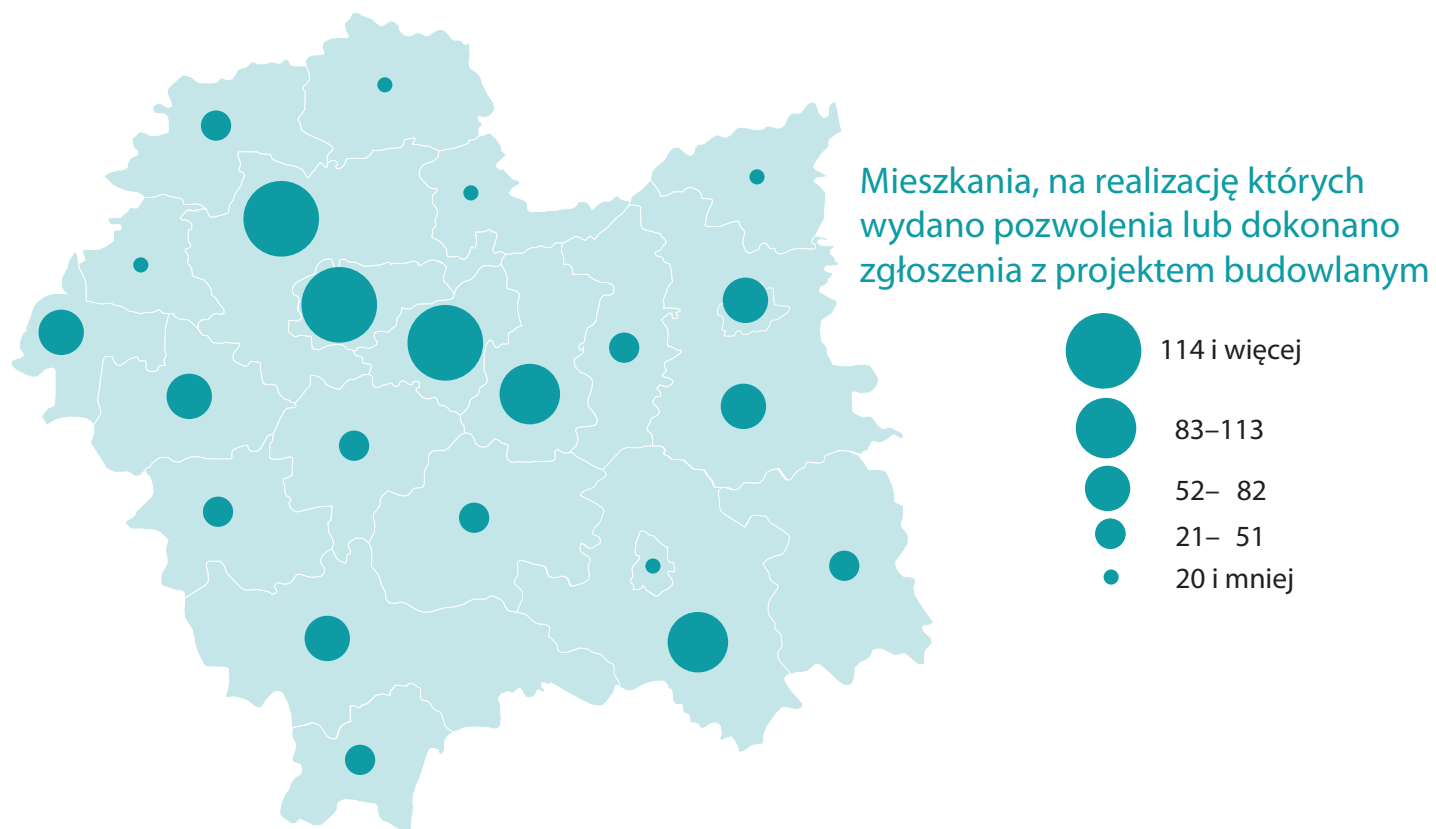 Mieszkania, na realizację których
wydano pozwolenia lub dokonano
zgłoszenia z projektem budowlanym
114 i więcej
83–113
52– 82
21– 51
20 i mniej